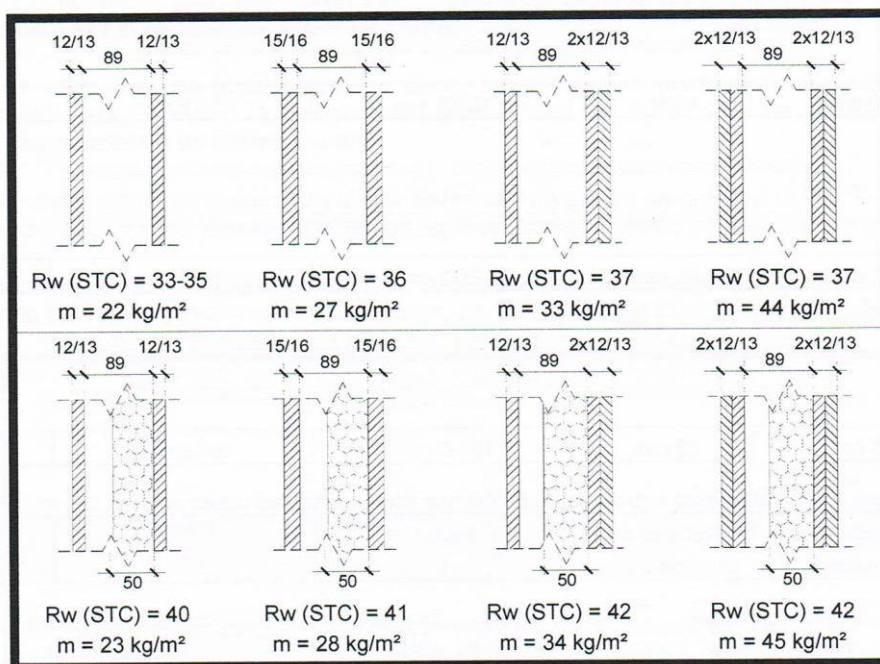 12/13 12/13 15/16 15/16 12/13 2x12/13 2x12/13 2x12/13
89 89 89 89
Rw (STC) = 33-35 Rw (STC) = 36 Rw (STC) = 37 Rw (STC) = 37
m = 22 kg/m² m = 27 kg/m² m = 33 kg/m² m = 44 kg/m²
12/13 12/13 15/16 15/16 12/13 2x12/13 2x12/13 2x12/13
89 89 89 89
50 50 50 50
Rw (STC) = 40 Rw (STC) = 41 Rw (STC) = 42 Rw (STC) = 42
m = 23 kg/m² m = 28 kg/m² m = 34 kg/m² m = 45 kg/m²